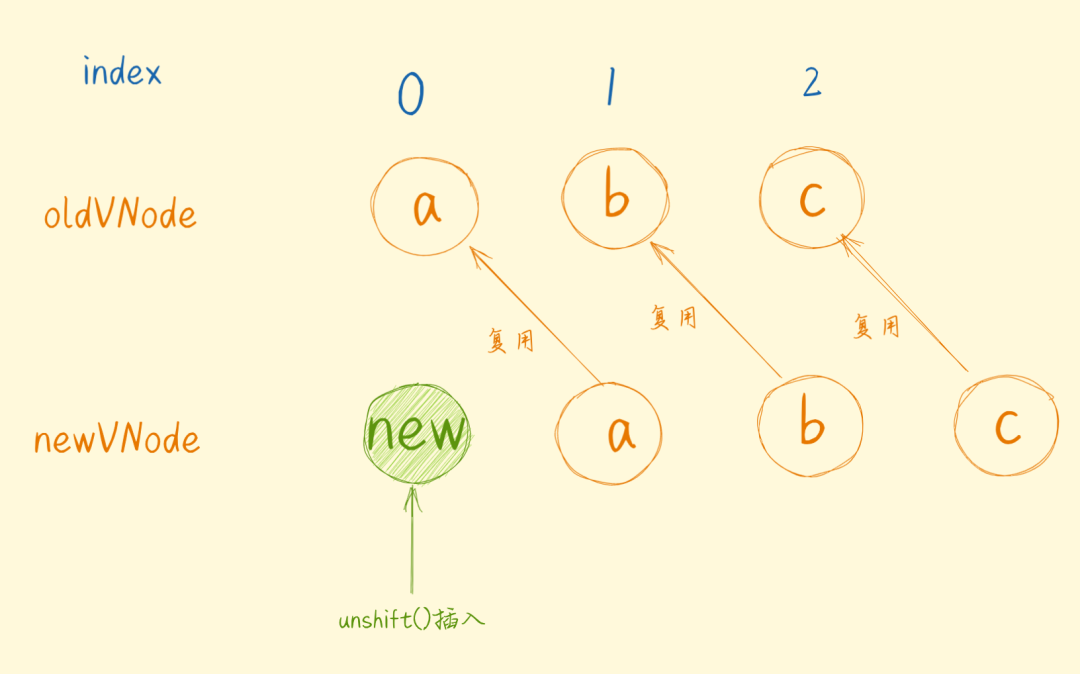 index 0 1 2
oldVNode a b c
复用 复用 复用
newVNode new a b c
unshift()插入